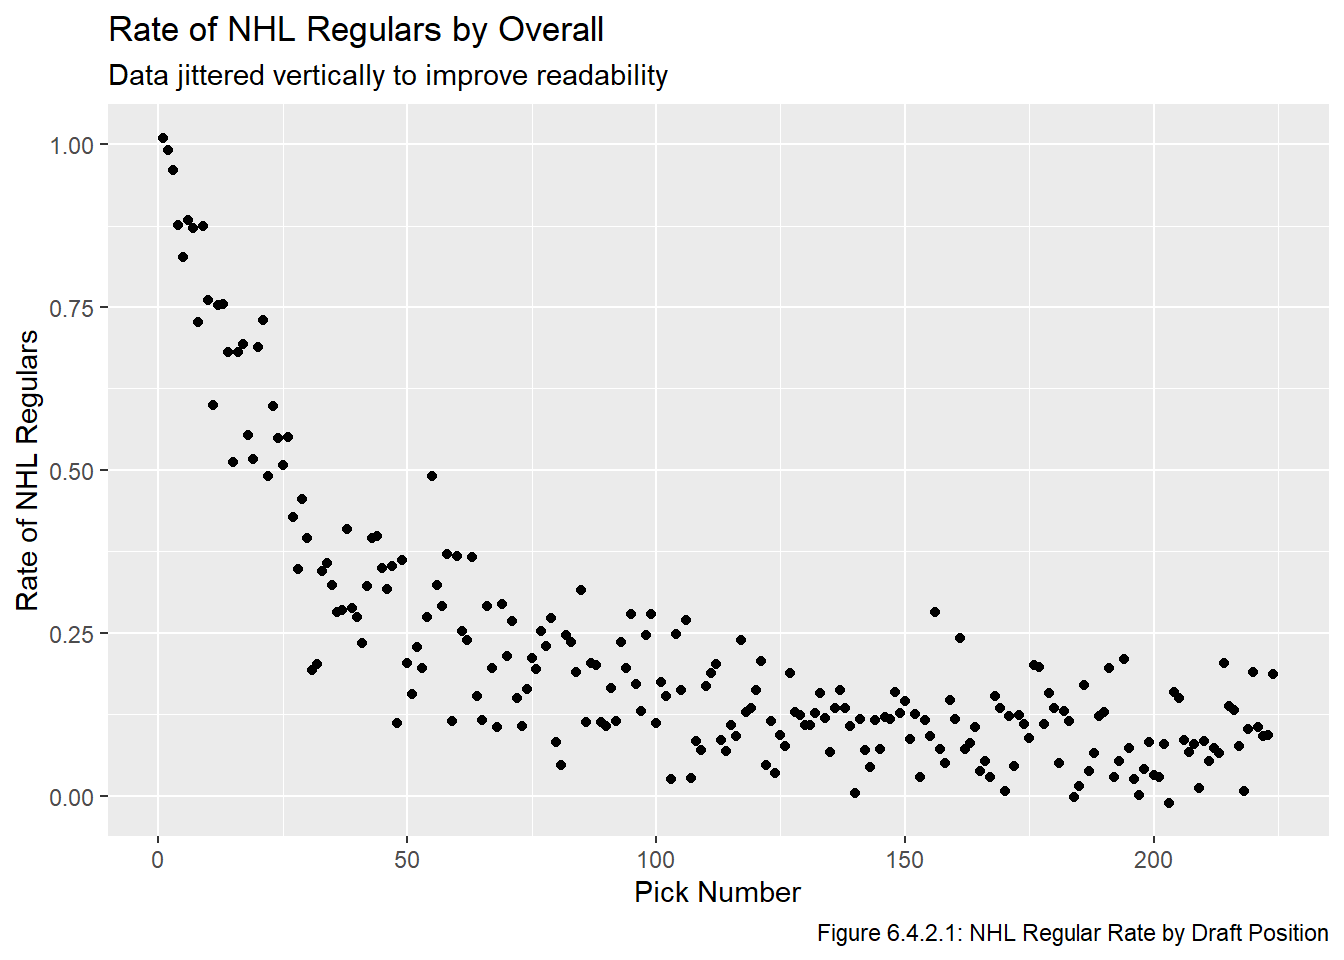 Rate of NHL Regulars by Overall
Data jittered vertically to improve readability
Rate of NHL Regulars
1.00
0.75
0.50
0.25
0.00
0 50 100 150 200
Pick Number
Figure 6.4.2.1: NHL Regular Rate by Draft Position